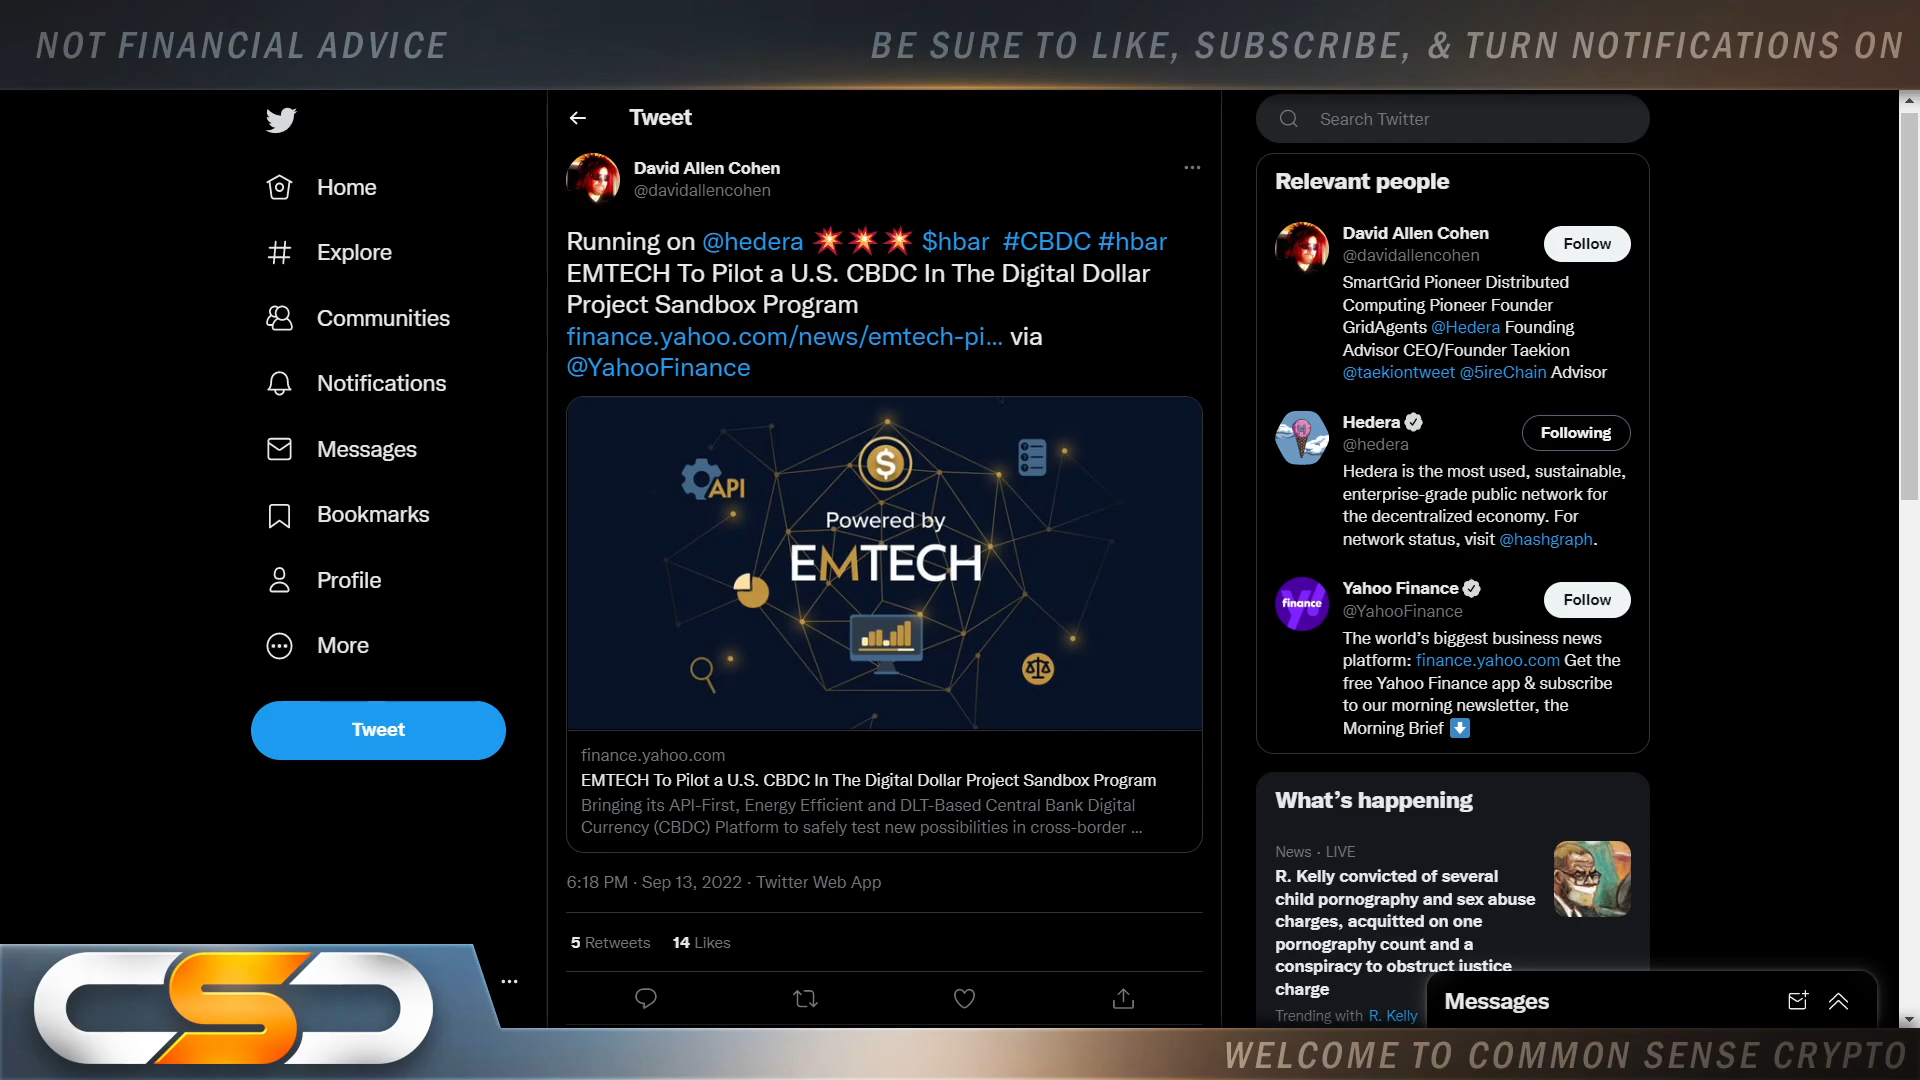 NOT FINANCIAL ADVICE
BE SURE TO LIKE, SUBSCRIBE, & TURN NOTIFICATIONS ON
Home
Explore
Communities
Notifications
Messages
Bookmarks
Profile
More
Tweet
Tweet
David Allen Cohen
@davidallencohen
Running on @hedera 💥💥💥 $hbar #CBDC #hbar
EMTECH To Pilot a U.S. CBDC In The Digital Dollar
Project Sandbox Program
finance.yahoo.com/news/emtech-pi... via
@YahooFinance
API
$
Powered by
EMTECH
finance.yahoo.com
EMTECH To Pilot a U.S. CBDC In The Digital Dollar Project Sandbox Program
Bringing its API-First, Energy Efficient and DLT-Based Central Bank Digital
Currency (CBDC) Platform to safely test new possibilities in cross-border ...
6:18 PM · Sep 13, 2022 · Twitter Web App
5 Retweets 14 Likes
Search Twitter
Relevant people
David Allen Cohen
@davidallencohen
Follow
SmartGrid Pioneer Distributed
Computing Pioneer Founder
GridAgents @Hedera Founding
Advisor CEO/Founder Taekion
@taekiontweet @5ireChain Advisor
Hedera
@hedera
Following
Hedera is the most used, sustainable,
enterprise-grade public network for
the decentralized economy. For
network status, visit @hashgraph.
finance
Yahoo Finance
@YahooFinance
Follow
The world's biggest business news
platform: finance.yahoo.com Get the
free Yahoo Finance app & subscribe
to our morning newsletter, the
Morning Brief ⬇️
What's happening
News · LIVE
R. Kelly convicted of several
child pornography and sex abuse
charges, acquitted on one
pornography count and a
conspiracy to obstruct justice
charge
Trending with R. Kelly
Messages
CSC
WELCOME TO COMMON SENSE CRYPTO